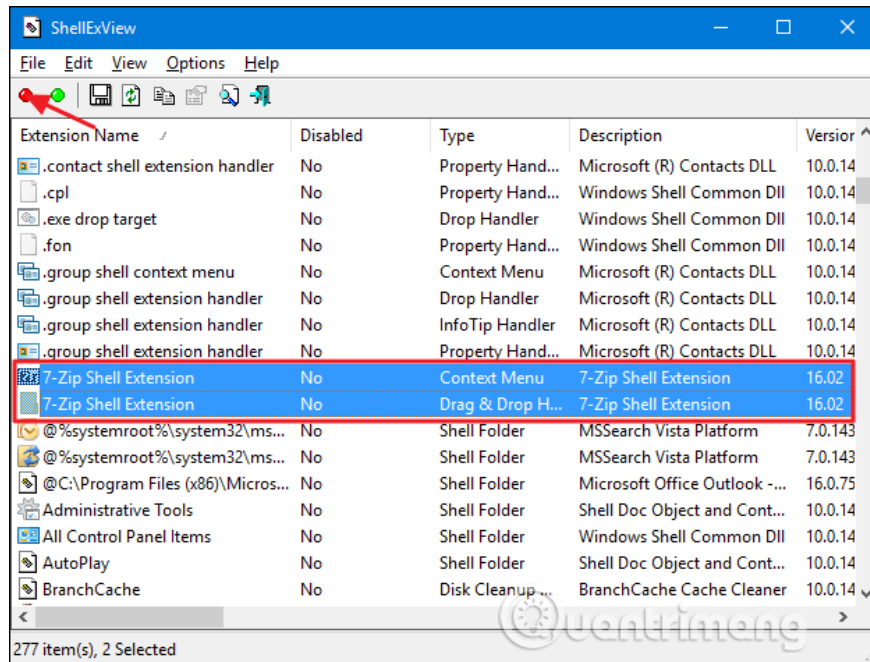 ShellExView
File Edit View Options Help
Extension Name Disabled Type Description Version
.contact shell extension handler No Property Hand... Microsoft (R) Contacts DLL 10.0.14
.cpl No Property Hand... Windows Shell Common Dll 10.0.14
.exe drop target No Drop Handler Windows Shell Common Dll 10.0.14
.fon No Property Hand... Windows Shell Common Dll 10.0.14
.group shell context menu No Context Menu Microsoft (R) Contacts DLL 10.0.14
.group shell extension handler No Drop Handler Microsoft (R) Contacts DLL 10.0.14
.group shell extension handler No InfoTip Handler Microsoft (R) Contacts DLL 10.0.14
.group shell extension handler No Property Hand... Microsoft (R) Contacts DLL 10.0.14
7-Zip Shell Extension No Context Menu 7-Zip Shell Extension 16.02
7-Zip Shell Extension No Drag & Drop H... 7-Zip Shell Extension 16.02
@%systemroot%\system32\ms... No Shell Folder MSSearch Vista Platform 7.0.143
@%systemroot%\system32\ms... No Shell Folder MSSearch Vista Platform 7.0.143
@C:\Program Files (x86)\Micros... No Shell Folder Microsoft Office Outlook -... 16.0.75
Administrative Tools No Shell Folder Shell Doc Object and Cont... 10.0.14
All Control Panel Items No Shell Folder Windows Shell Common Dll 10.0.14
AutoPlay No Shell Folder Shell Doc Object and Cont... 10.0.14
BranchCache No Disk Cleanup ... BranchCache Cache Cleaner 10.0.14
Quantrimang
277 item(s), 2 Selected